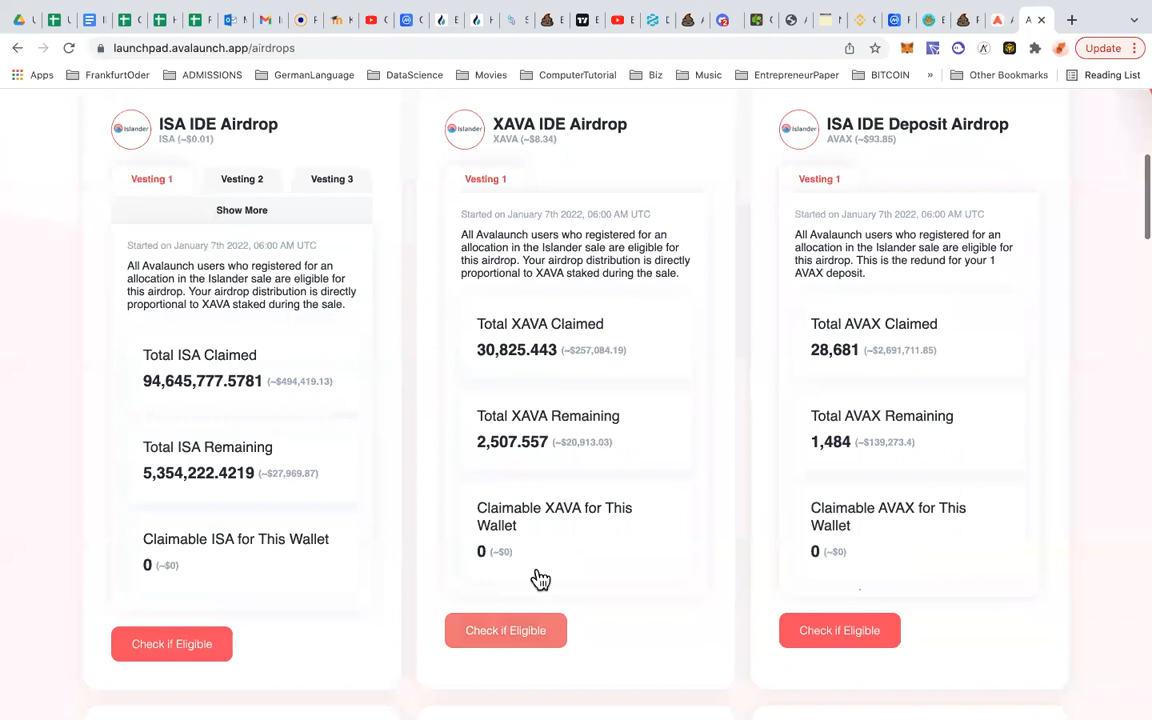 launchpad.avalaunch.app/airdrops
Update
Apps
FrankfurtOder
ADMISSIONS
GermanLanguage
DataScience
Movies
ComputerTutorial
Biz
Music
EntrepreneurPaper
BITCOIN
»
Other Bookmarks
Reading List
ISA IDE Airdrop
ISA (~$0.01)
Vesting 1
Vesting 2
Vesting 3
Show More
Started on January 7th 2022, 06:00 AM UTC
All Avalaunch users who registered for an
allocation in the Islander sale are eligible for
this airdrop. Your airdrop distribution is directly
proportional to XAVA staked during the sale.
Total ISA Claimed
94,645,777.5781 (~$494,419.13)
Total ISA Remaining
5,354,222.4219 (~$27,969.87)
Claimable ISA for This Wallet
0 (~$0)
Check if Eligible
Islander
XAVA IDE Airdrop
XAVA (~$8.34)
Vesting 1
Started on January 7th 2022, 06:00 AM UTC
All Avalaunch users who registered for an
allocation in the Islander sale are eligible for
this airdrop. Your airdrop distribution is directly
proportional to XAVA staked during the sale.
Total XAVA Claimed
30,825.443 (~$257,084.19)
Total XAVA Remaining
2,507.557 (~$20,913.03)
Claimable XAVA for This
Wallet
0 (~$0)
Check if Eligible
Islander
ISA IDE Deposit Airdrop
AVAX (~$93.85)
Vesting 1
Started on January 7th 2022, 06:00 AM UTC
All Avalaunch users who registered for an
allocation in the Islander sale are eligible for
this airdrop. This is the redund for your 1
AVAX deposit.
Total AVAX Claimed
28,681 (~$2,691,711.85)
Total AVAX Remaining
1,484 (~$139,273.4)
Claimable AVAX for This
Wallet
0 (~$0)
Check if Eligible
Islander